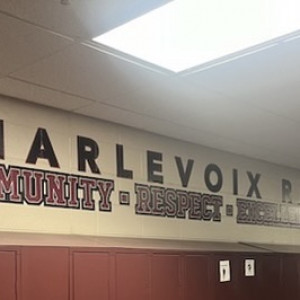 HARLEVOIX R
MUNITY · RESPECT · EXCELLE